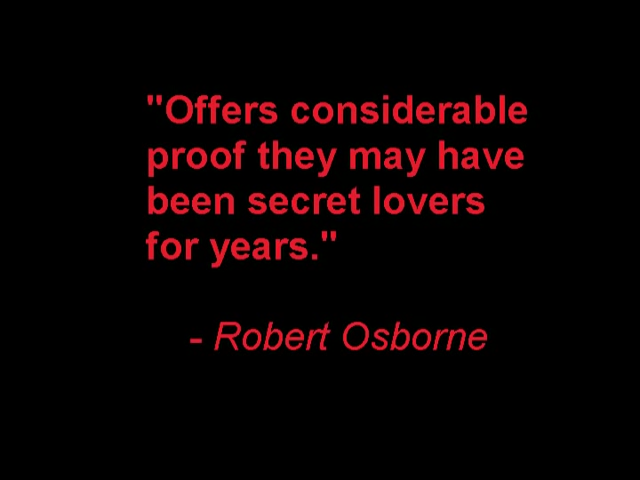 "Offers considerable
proof they may have
been secret lovers
for years."
- Robert Osborne